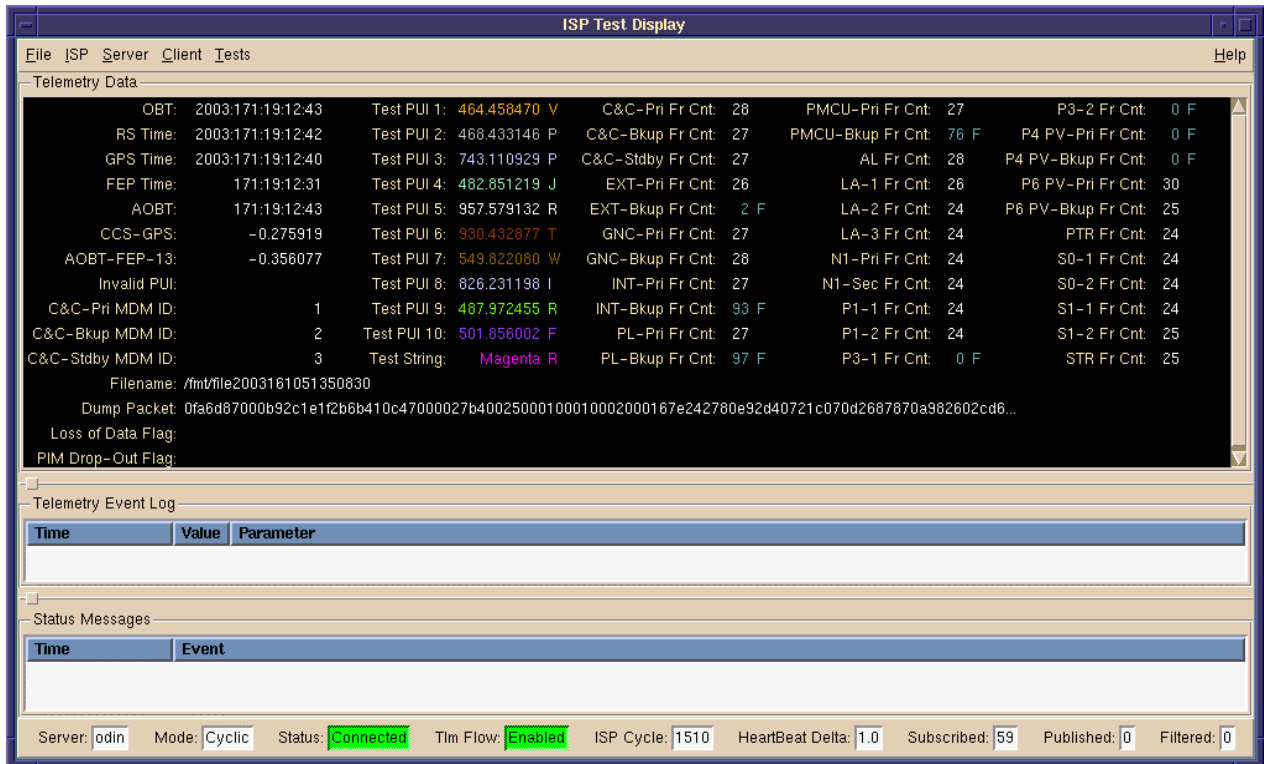 ISP Test Display
File ISP Server Client Tests Help
Telemetry Data
OBT: 2003:171:19:12:43 Test PUI 1: 464.458470 V C&C-Pri Fr Cnt: 28 PMCU-Pri Fr Cnt: 27 P3-2 Fr Cnt: 0 F
RS Time: 2003:171:19:12:42 Test PUI 2: 468.433146 P C&C-Bkup Fr Cnt: 27 PMCU-Bkup Fr Cnt: 76 F P4 PV-Pri Fr Cnt: 0 F
GPS Time: 2003:171:19:12:40 Test PUI 3: 743.110929 P C&C-Stdby Fr Cnt: 27 AL Fr Cnt: 28 P4 PV-Bkup Fr Cnt: 0 F
FEP Time: 171:19:12:31 Test PUI 4: 482.851219 J EXT-Pri Fr Cnt: 26 LA-1 Fr Cnt: 26 P6 PV-Pri Fr Cnt: 30
AOBT: 171:19:12:43 Test PUI 5: 957.579132 R EXT-Bkup Fr Cnt: 2 F LA-2 Fr Cnt: 24 P6 PV-Bkup Fr Cnt: 25
CCS-GPS: -0.275919 Test PUI 6: 930.432877 T GNC-Pri Fr Cnt: 27 LA-3 Fr Cnt: 24 PTR Fr Cnt: 24
AOBT-FEP-13: -0.356077 Test PUI 7: 549.822080 W GNC-Bkup Fr Cnt: 28 N1-Pri Fr Cnt: 24 S0-1 Fr Cnt: 24
Invalid PUI: Test PUI 8: 826.231198 I INT-Pri Fr Cnt: 27 N1-Sec Fr Cnt: 24 S0-2 Fr Cnt: 24
C&C-Pri MDM ID: 1 Test PUI 9: 487.972455 R INT-Bkup Fr Cnt: 93 F P1-1 Fr Cnt: 24 S1-1 Fr Cnt: 24
C&C-Bkup MDM ID: 2 Test PUI 10: 501.856002 F PL-Pri Fr Cnt: 27 P1-2 Fr Cnt: 24 S1-2 Fr Cnt: 25
C&C-Stdby MDM ID: 3 Test String: Magenta R PL-Bkup Fr Cnt: 97 F P3-1 Fr Cnt: 0 F STR Fr Cnt: 25
Filename: /fmt/file2003161051350830
Dump Packet: 0fa6d87000b92c1e1f2b6b410c47000027b40025000100010002000167e242780e92d40721c070d2687870a982602cd6...
Loss of Data Flag:
PIM Drop-Out Flag:
Telemetry Event Log
Time Value Parameter
Status Messages
Time Event
Server: odin Mode: Cyclic Status: Connected Tlm Flow: Enabled ISP Cycle: 1510 HeartBeat Delta: 1.0 Subscribed: 59 Published: 0 Filtered: 0